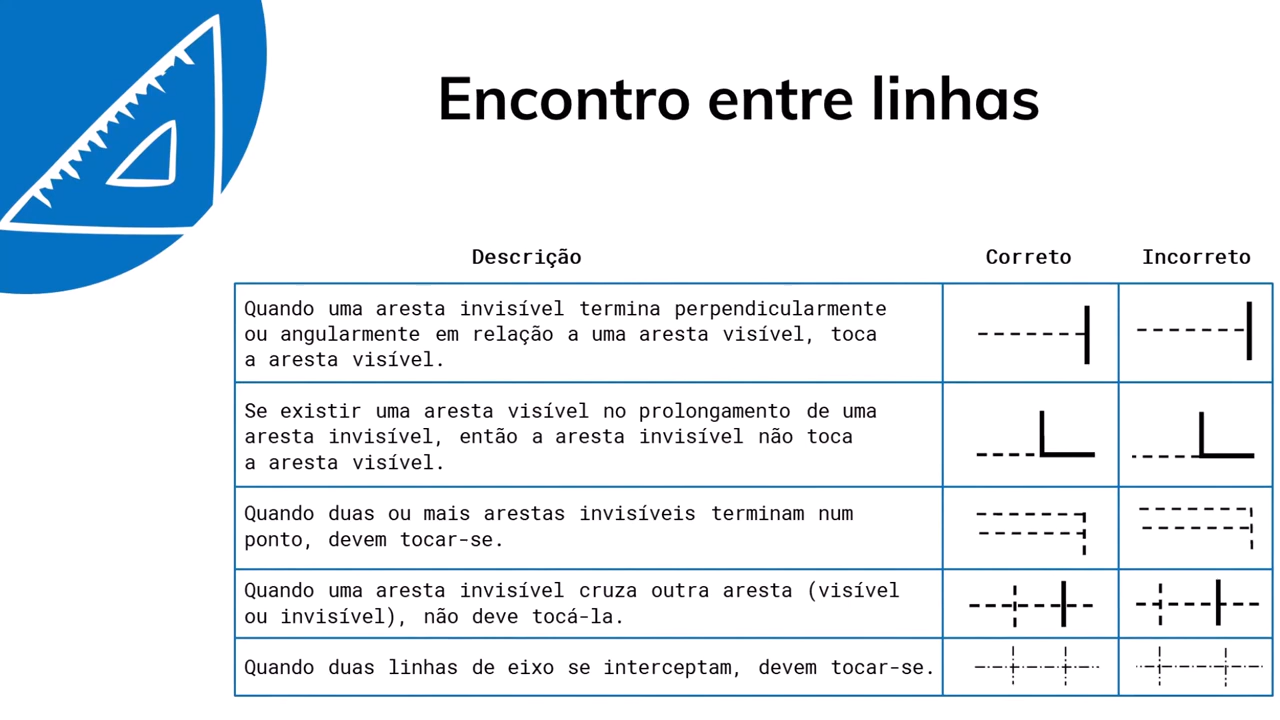 Encontro entre linhas
Descrição
Correto
Incorreto
Quando uma aresta invisível termina perpendicularmente
ou angularmente em relação a uma aresta visível, toca
a aresta visível.
Se existir uma aresta visível no prolongamento de uma
aresta invisível, então a aresta invisível não toca
a aresta visível.
Quando duas ou mais arestas invisíveis terminam num
ponto, devem tocar-se.
Quando uma aresta invisível cruza outra aresta (visível
ou invisível), não deve tocá-la.
Quando duas linhas de eixo se interceptam, devem tocar-se.